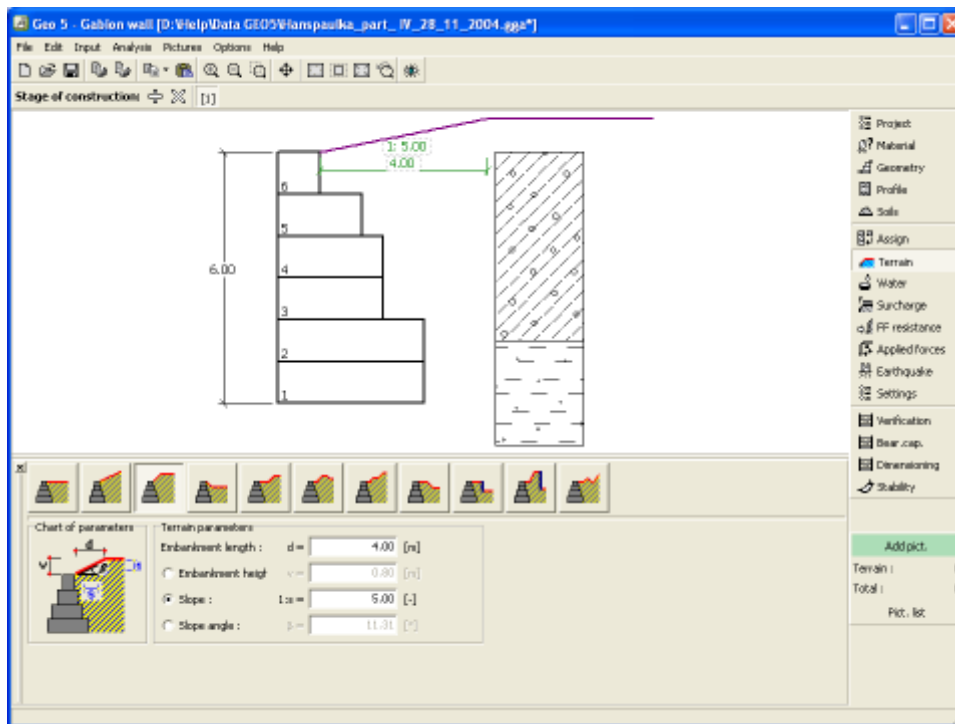 Geo 5 - Gabion wall [D:\Help\Data GEO5\Hanspaulka_part_ IV_28_11_2004.gga*]
File Edit Input Analysis Pictures Options Help
Stage of construction: [1]
1: 5.00
4.00
6.00
6
5
4
3
2
1
Project
Material
Geometry
Profile
Soils
Assign
Terrain
Water
Surcharge
FF resistance
Applied forces
Earthquake
Settings
Verification
Bear.cap.
Dimensioning
Stability
Add pict.
Terrain :
Total :
Pict. list
Chart of parameters
d
v
β
Terrain parameters
Embankment length : d = 4.00 [m]
Embankment heigt v = 0.80 [m]
Slope : 1:s = 5.00 [-]
Slope angle : β = 11.31 [°]